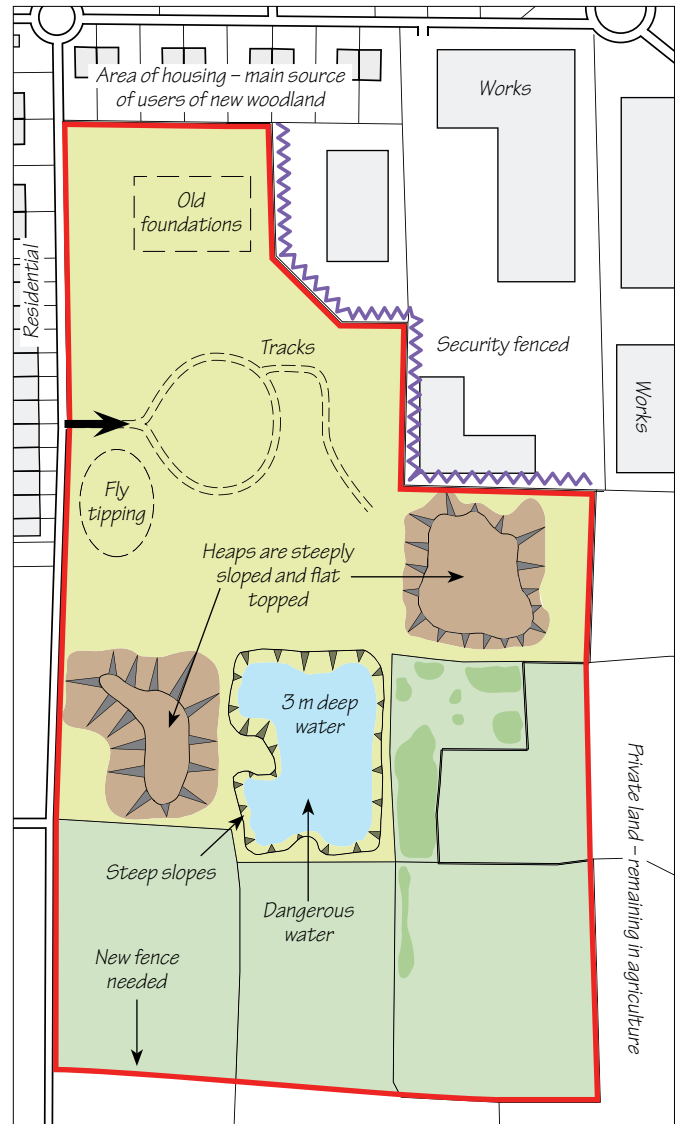 Area of housing – main source
of users of new woodland
Works
Old
foundations
Residential
Tracks
Security fenced
Works
Fly
tipping
Heaps are steeply
sloped and flat
topped
3 m deep
water
Private land – remaining in agriculture
Steep slopes
Dangerous
water
New fence
needed